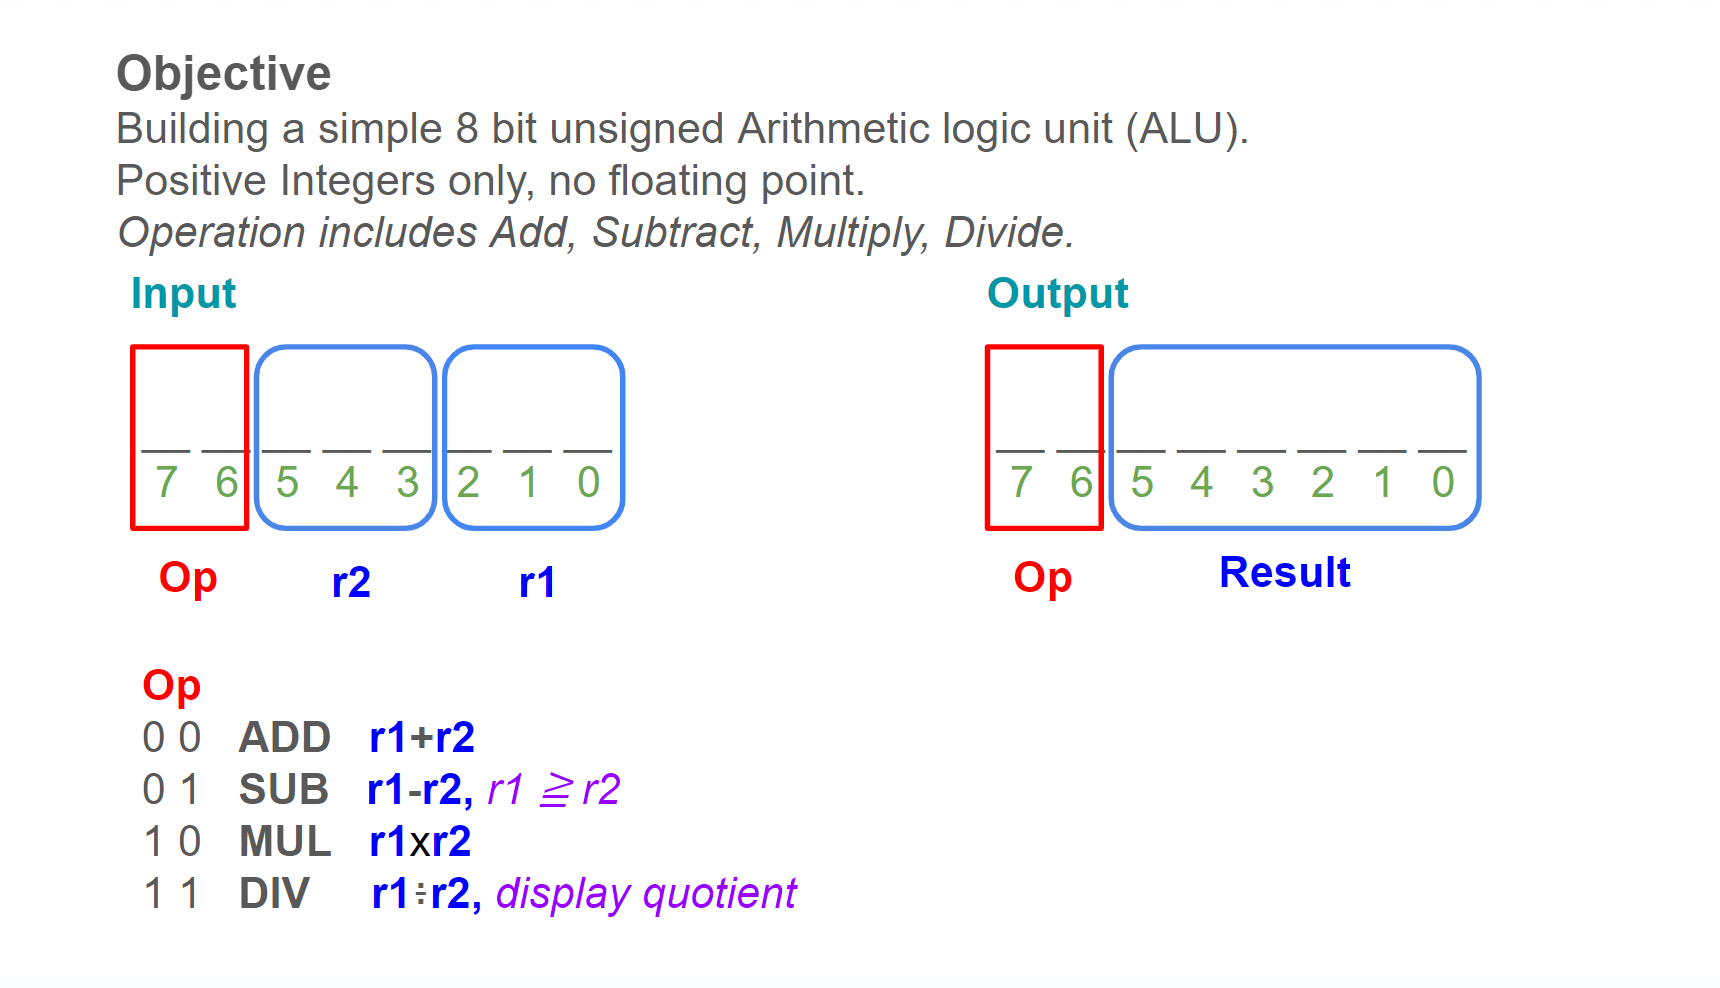 Objective
Building a simple 8 bit unsigned Arithmetic logic unit (ALU).
Positive Integers only, no floating point.
Operation includes Add, Subtract, Multiply, Divide.
Input
7 6 5 4 3 2 1 0
Op r2 r1
Output
7 6 5 4 3 2 1 0
Op Result
Op
0 0 ADD r1+r2
0 1 SUB r1-r2, r1 ≧ r2
1 0 MUL r1xr2
1 1 DIV r1÷r2, display quotient